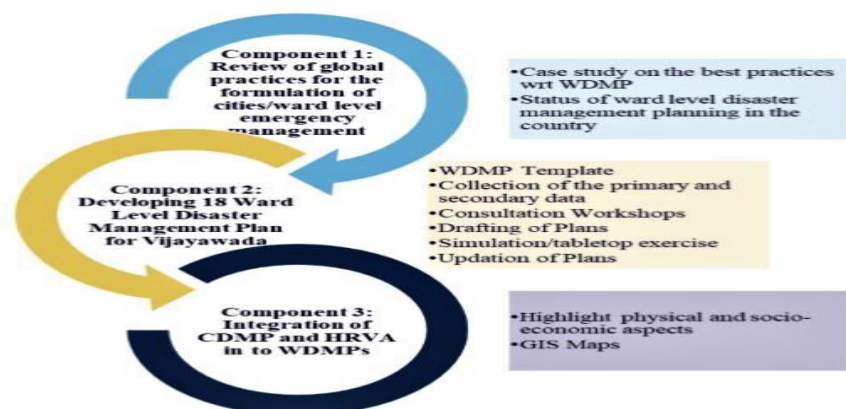 Component 1:
Review of global
practices for the
formulation of
cities/ward level
emergency
management
•Case study on the best practices
wrt WDMP
•Status of ward level disaster
management planning in the
country
Component 2:
Developing 18 Ward
Level Disaster
Management Plan
for Vijayawada
•WDMP Template
•Collection of the primary and
secondary data
•Consultation Workshops
•Drafting of Plans
•Simulation/tabletop exercise
•Updation of Plans
Component 3:
Integration of
CDMP and HRVA
in to WDMPs
•Highlight physical and socio-
economic aspects
•GIS Maps